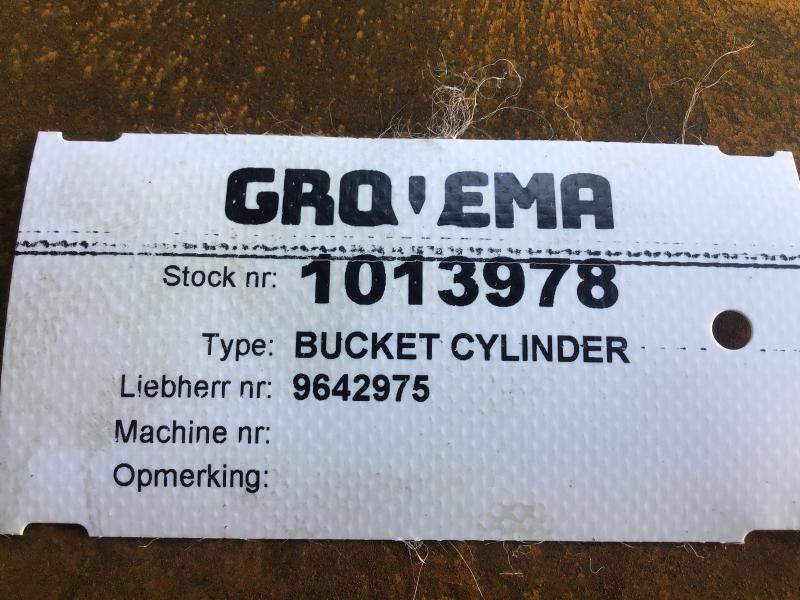 GRO'EMA
Stock nr: 1013978
Type: BUCKET CYLINDER
Liebherr nr: 9642975
Machine nr:
Opmerking: